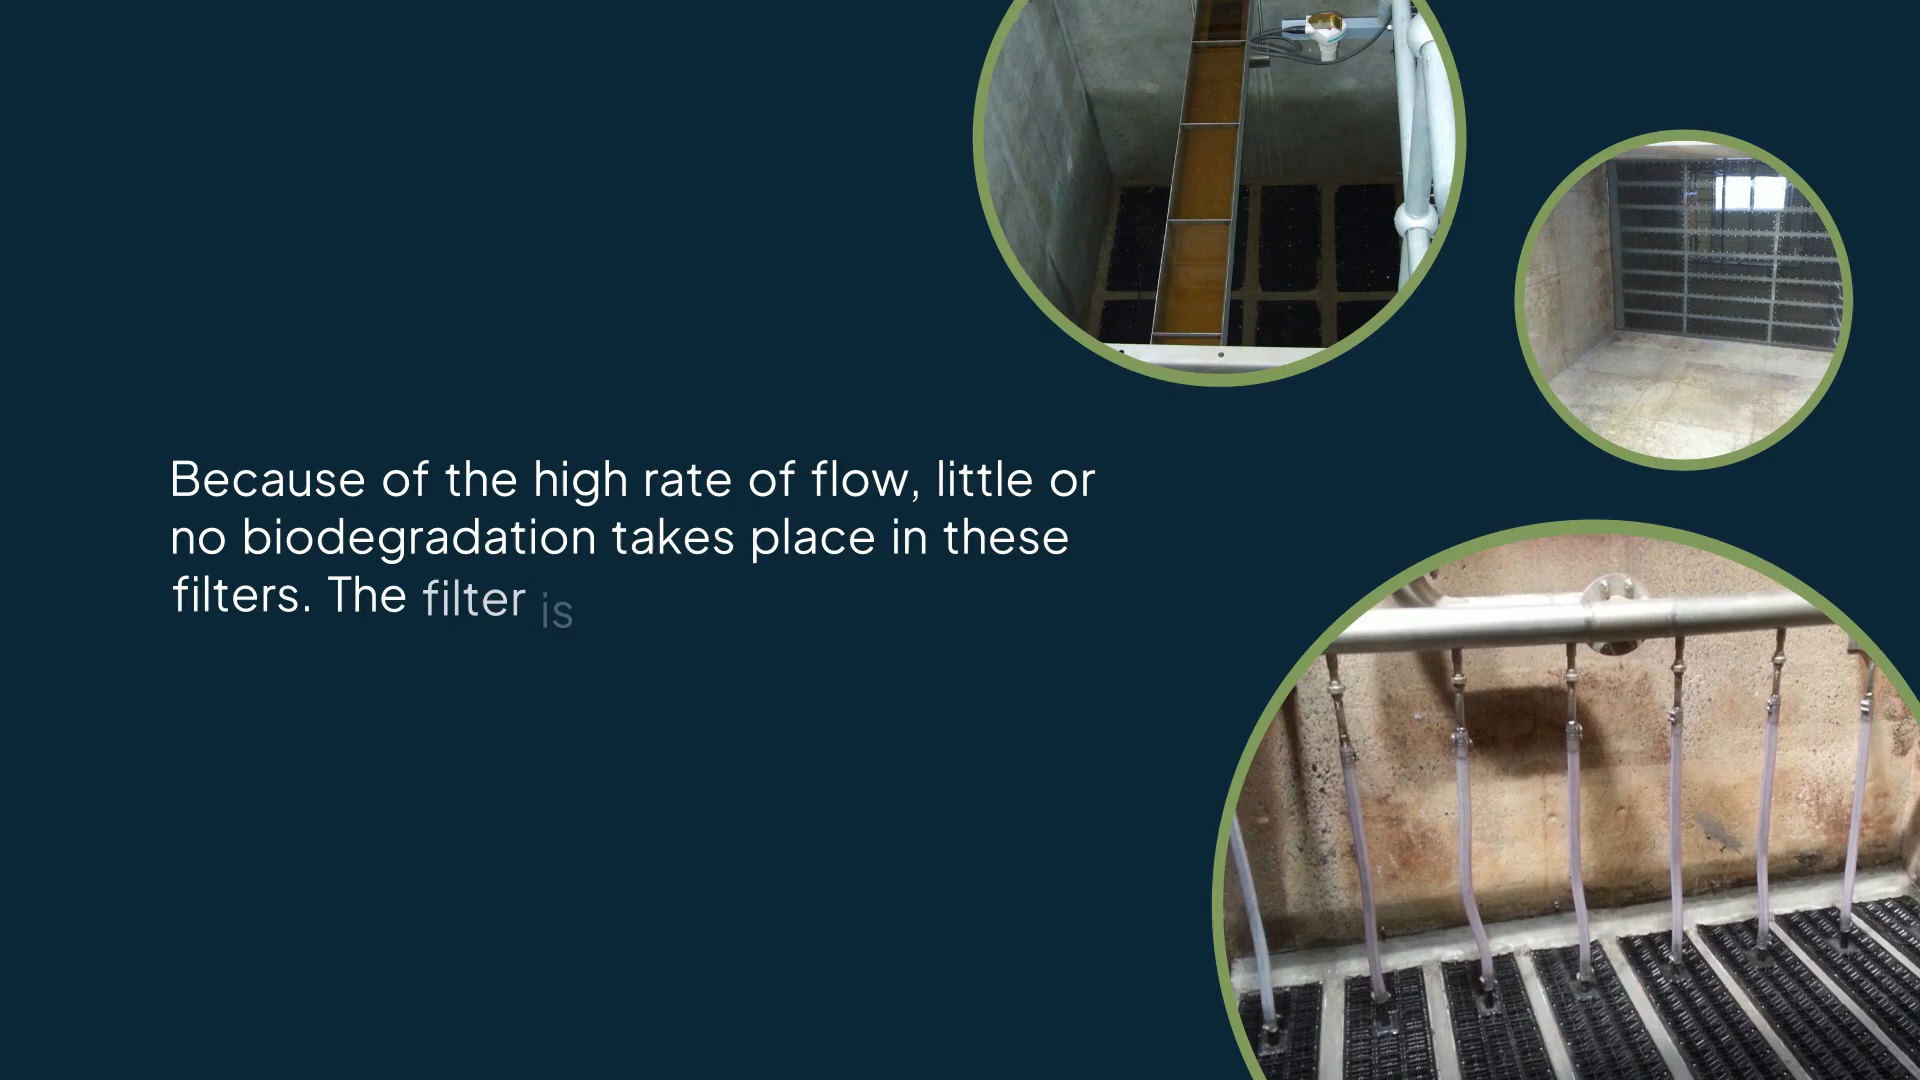 Because of the high rate of flow, little or
no biodegradation takes place in these
filters. The filter is